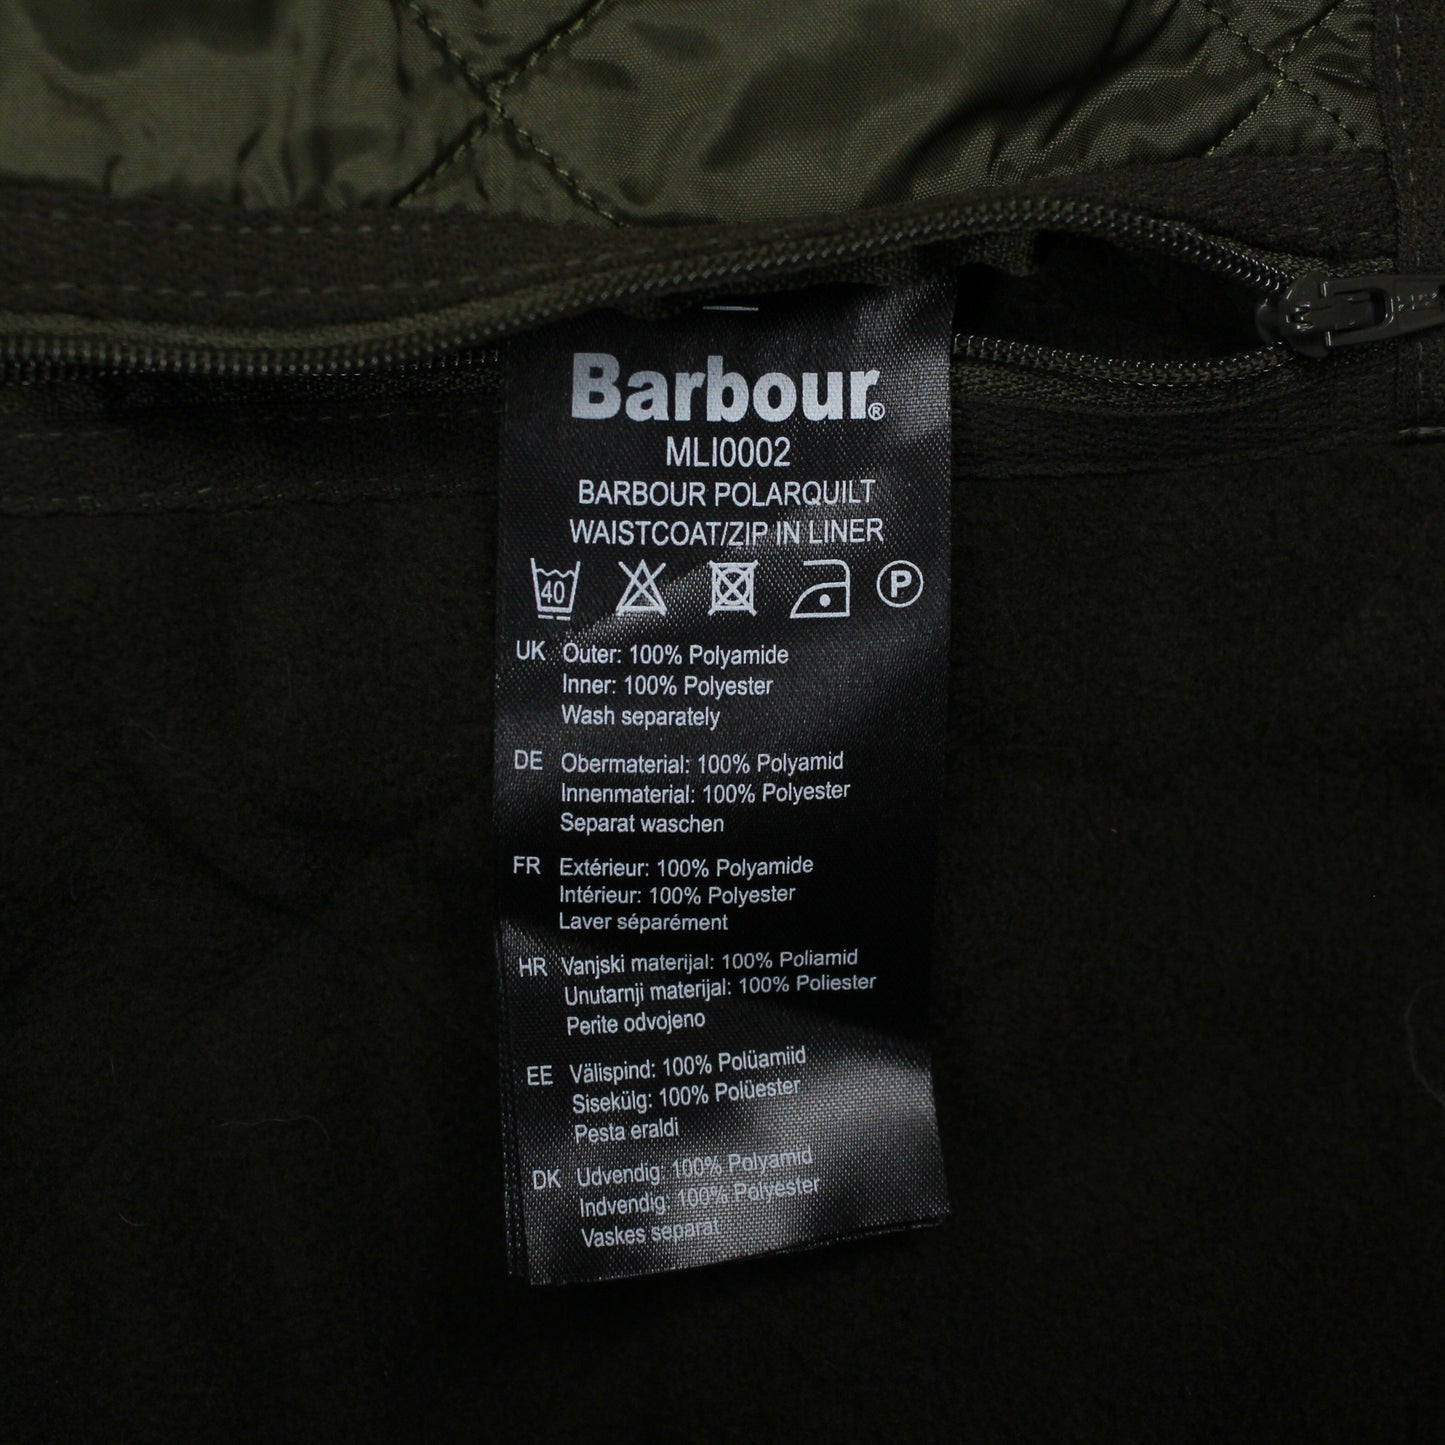 Barbour®
MLI0002
BARBOUR POLARQUILT
WAISTCOAT/ZIP IN LINER
40 P
UK Outer: 100% Polyamide
Inner: 100% Polyester
Wash separately
DE Obermaterial: 100% Polyamid
Innenmaterial: 100% Polyester
Separat waschen
FR Extérieur: 100% Polyamide
Intérieur: 100% Polyester
Laver séparément
HR Vanjski materijal: 100% Poliamid
Unutarnji materijal: 100% Poliester
Perite odvojeno
EE Välispind: 100% Polüamiid
Sisekülg: 100% Polüester
Pesta eraldi
DK Udvendig: 100% Polyamid
Indvendig: 100% Polyester
Vaskes separat